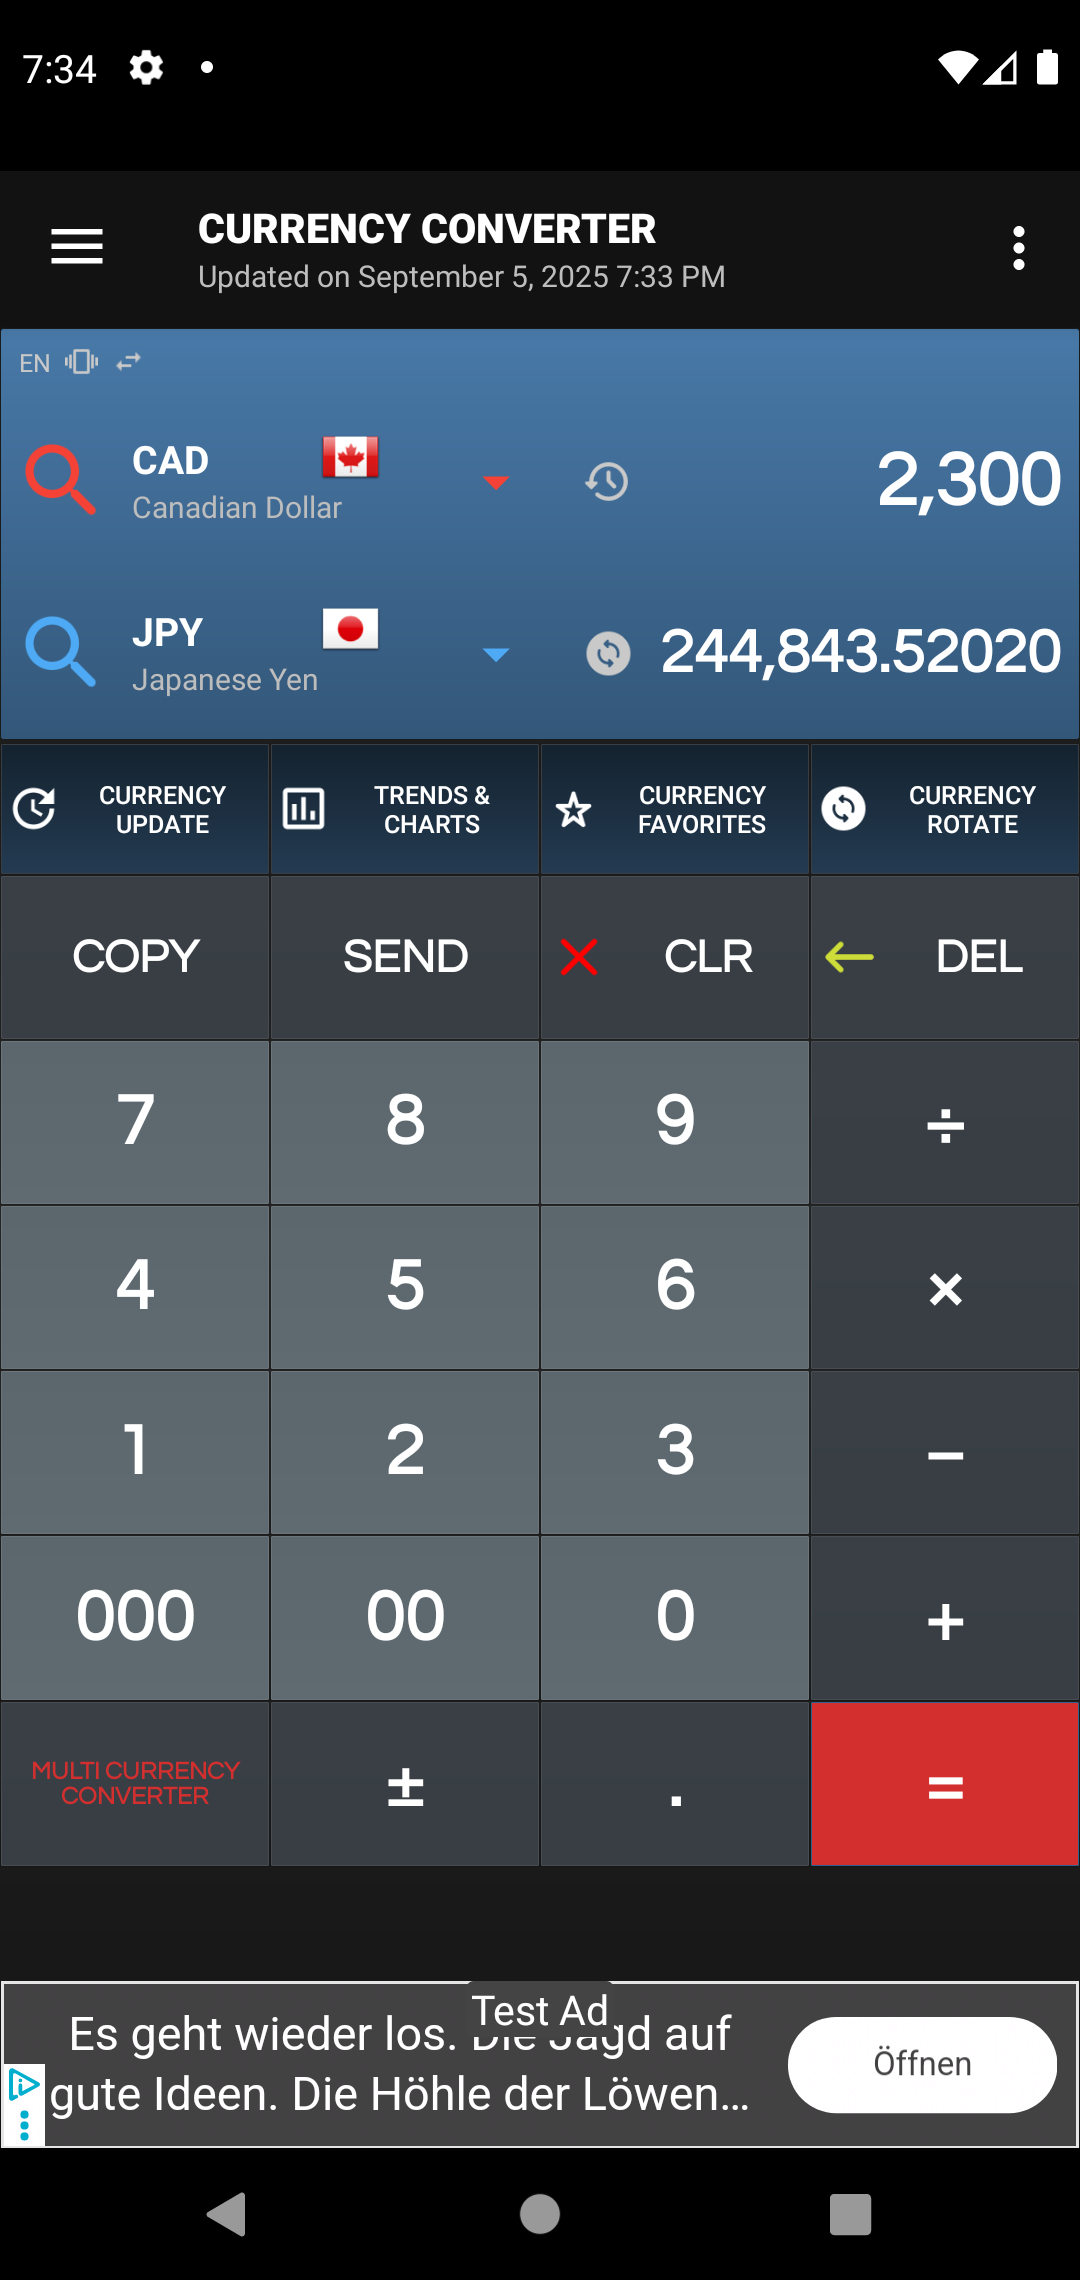 7:34
CURRENCY CONVERTER
Updated on September 5, 2025 7:33 PM
EN
CAD
Canadian Dollar
2,300
JPY
Japanese Yen
244,843.52020
CURRENCY
UPDATE
TRENDS &
CHARTS
CURRENCY
FAVORITES
CURRENCY
ROTATE
COPY
SEND
CLR
DEL
7
8
9
÷
4
5
6
×
1
2
3
−
000
00
0
+
MULTI CURRENCY
CONVERTER
±
.
=
Test Ad
Es geht wieder los. Die Jagd auf
gute Ideen. Die Höhle der Löwen...
Öffnen